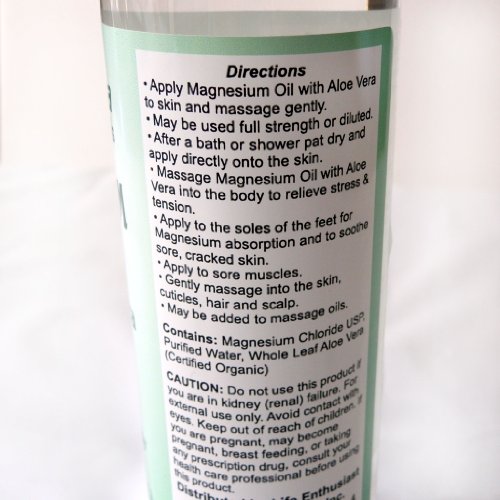 Directions
• Apply Magnesium Oil with Aloe Vera
to skin and massage gently.
• May be used full strength or diluted.
• After a bath or shower pat dry and
apply directly onto the skin.
• Massage Magnesium Oil with Aloe
Vera into the body to relieve stress &
tension.
• Apply to the soles of the feet for
Magnesium absorption and to soothe
sore, cracked skin.
• Apply to sore muscles.
• Gently massage into the skin,
cuticles, hair and scalp.
• May be added to massage oils.
Contains: Magnesium Chloride USP,
Purified Water, Whole Leaf Aloe Vera
(Certified Organic)
CAUTION: Do not use this product if
you are in kidney (renal) failure. For
external use only. Avoid contact with
eyes. Keep out of reach of children. If
you are pregnant, may become
pregnant, breast feeding, or taking
any prescription drug, consult your
health care professional before using
this product.
Life Enthusiast